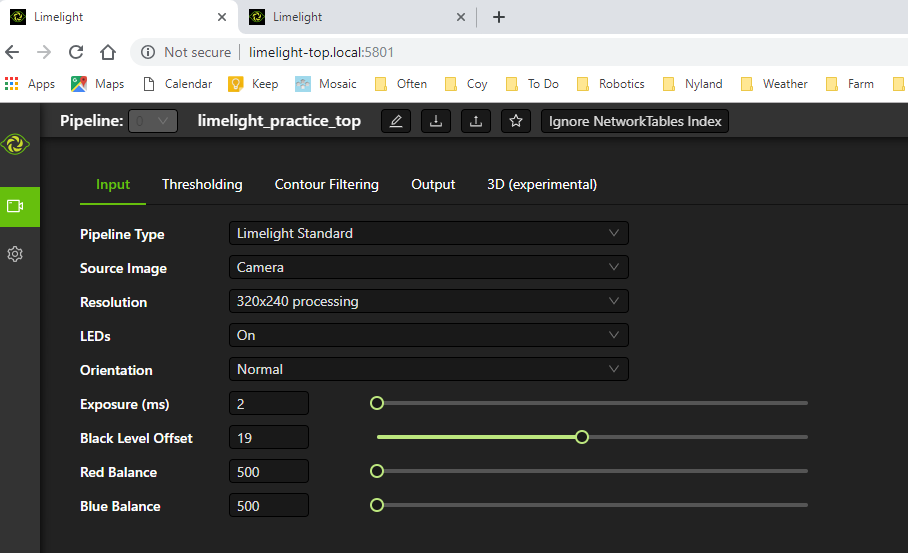 Limelight Limelight
Not secure limelight-top.local:5801
Apps Maps Calendar Keep Mosaic Often Coy To Do Robotics Nyland Weather Farm
Pipeline: 0 limelight_practice_top Ignore NetworkTables Index
Input Thresholding Contour Filtering Output 3D (experimental)
Pipeline Type Limelight Standard
Source Image Camera
Resolution 320x240 processing
LEDs On
Orientation Normal
Exposure (ms) 2
Black Level Offset 19
Red Balance 500
Blue Balance 500